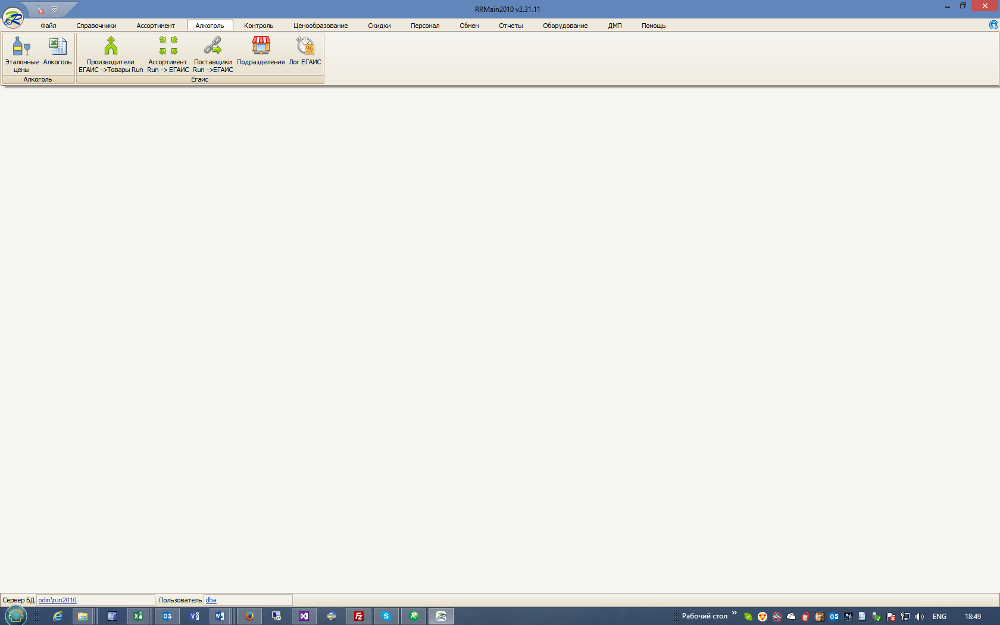 RRMain2010 v2.31.11
Файл Справочники Ассортимент Алкоголь Контроль Ценообразование Скидки Персонал Обмен Отчеты Оборудование ДМП Помощь
Эталонные цены
Алкоголь
Производители ЕГАИС ->Товары Run
Ассортимент Run -> ЕГАИС
Поставщики Run ->ЕГАИС
Подразделения
Лог ЕГАИС
Алкоголь
Егаис
Сервер БД odin\run2010 Пользователь dba
Рабочий стол » ENG 18:49